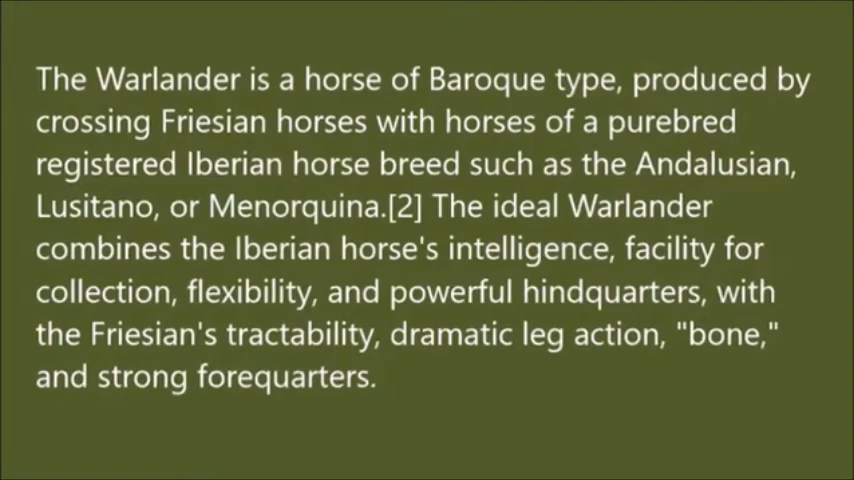 The Warlander is a horse of Baroque type, produced by
crossing Friesian horses with horses of a purebred
registered Iberian horse breed such as the Andalusian,
Lusitano, or Menorquina.[2] The ideal Warlander
combines the Iberian horse's intelligence, facility for
collection, flexibility, and powerful hindquarters, with
the Friesian's tractability, dramatic leg action, "bone,"
and strong forequarters.